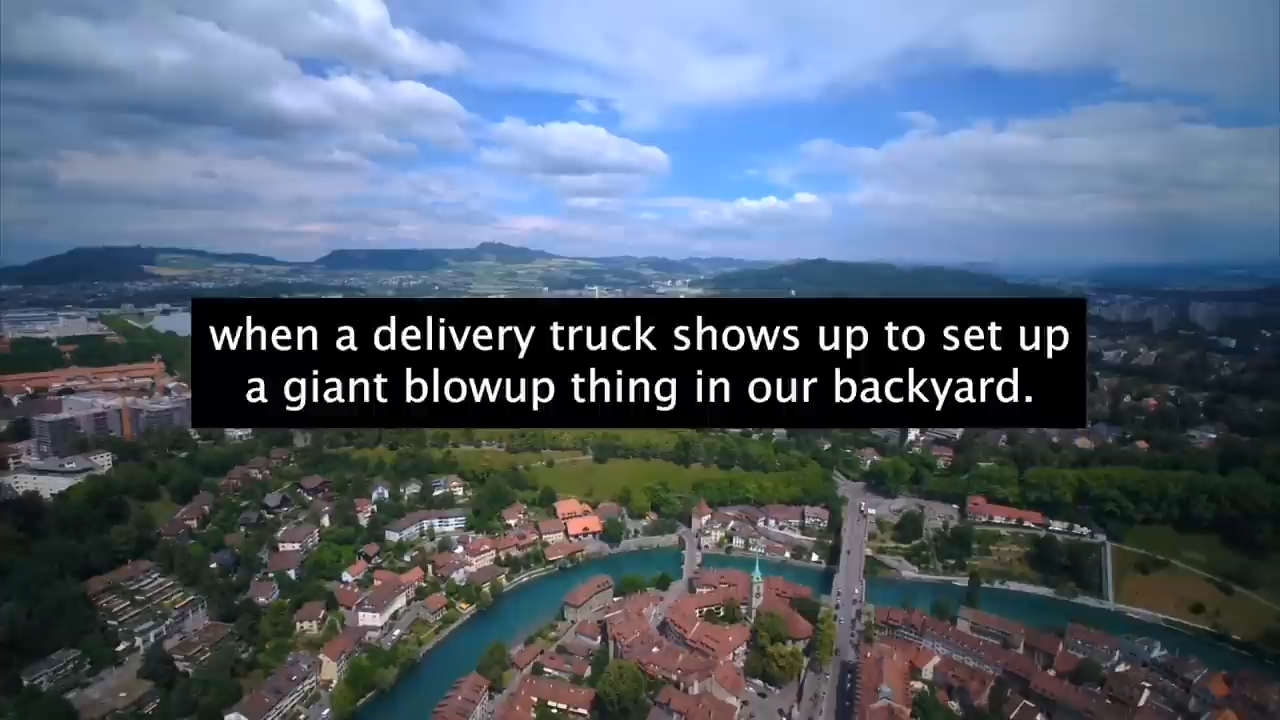 when a delivery truck shows up to set up
a giant blowup thing in our backyard.